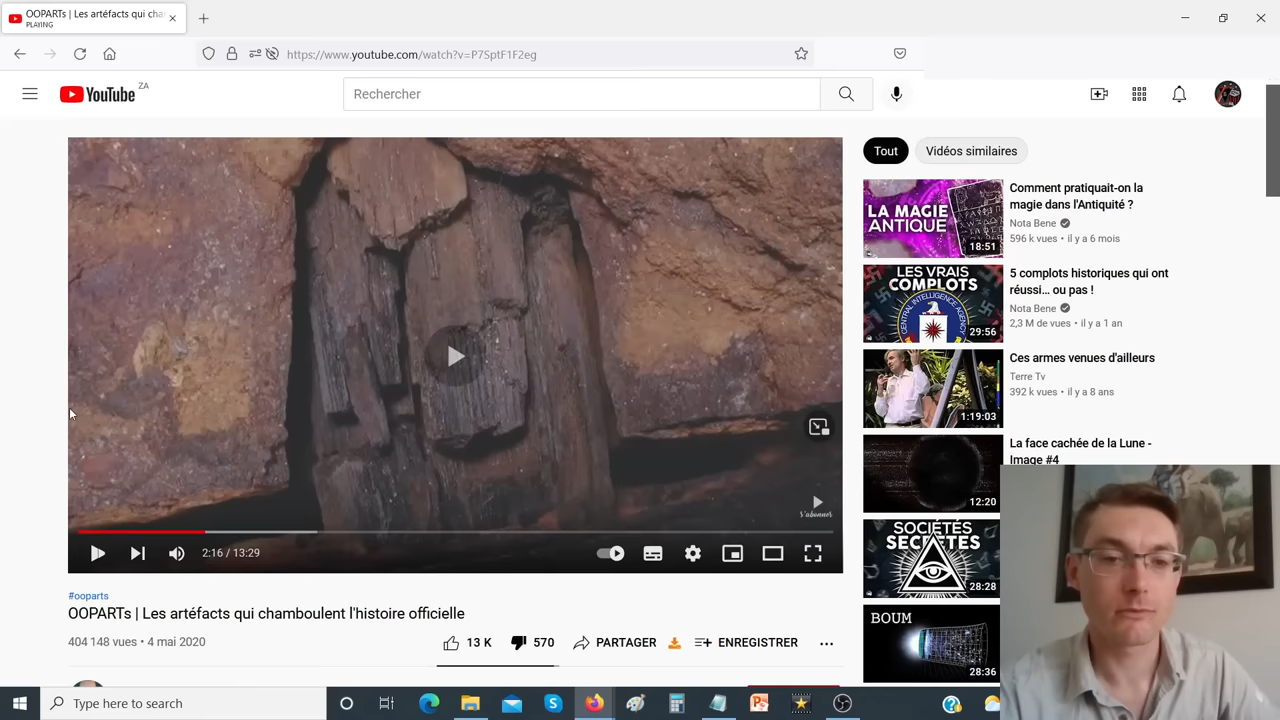 OOPARTs | Les artéfacts qui cha
PLAYING
https://www.youtube.com/watch?v=P7SptF1F2eg
YouTube ZA
Rechercher
s'abonner
2:16 / 13:29
#ooparts
OOPARTs | Les artéfacts qui chamboulent l'histoire officielle
404 148 vues • 4 mai 2020
13 K
570
PARTAGER
ENREGISTRER
Tout
Vidéos similaires
LA MAGIE
ANTIQUE
18:51
Comment pratiquait-on la
magie dans l'Antiquité ?
Nota Bene
596 k vues • il y a 6 mois
LES VRAIS
COMPLOTS
CENTRAL INTELLIGENCE AGENCY
29:56
5 complots historiques qui ont
réussi… ou pas !
Nota Bene
2,3 M de vues • il y a 1 an
1:19:03
Ces armes venues d'ailleurs
Terre Tv
392 k vues • il y a 8 ans
12:20
La face cachée de la Lune -
Image #4
SOCIÉTÉS
SECRÈTES
28:28
BOUM
28:36
Type here to search